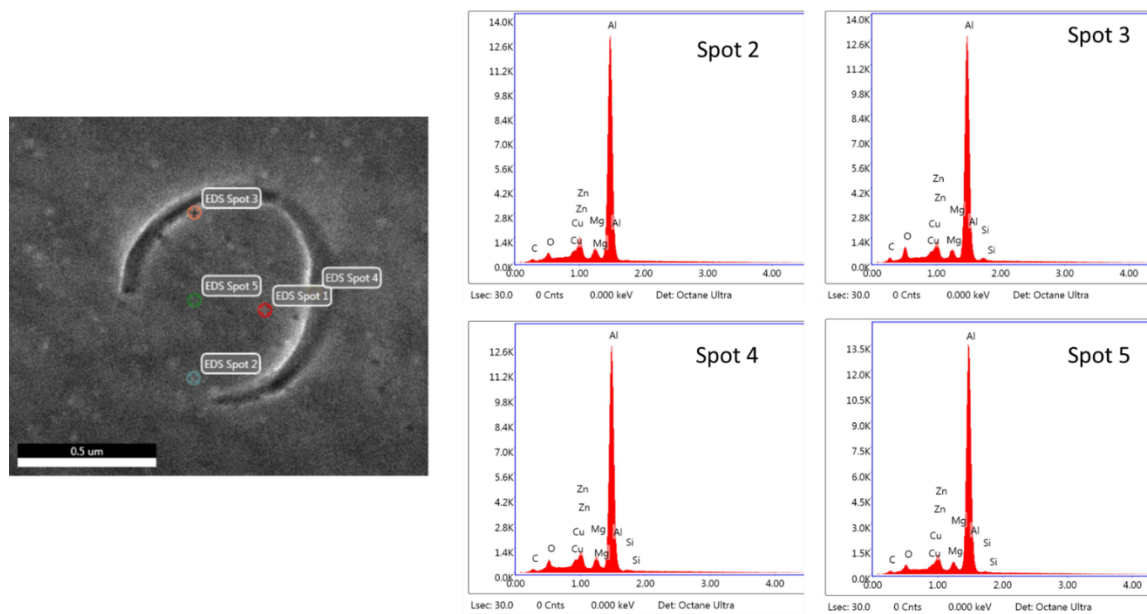 EDS Spot 3
EDS Spot 4
EDS Spot 5
EDS Spot 1
EDS Spot 2
0.5 um
Spot 2
14.0K
12.6K
11.2K
9.8K
8.4K
7.0K
5.6K
4.2K
2.8K
1.4K
0.0K
Al
Zn
Zn
Cu
Mg
Al
C
O
Cu
Mg
0.00 1.00 2.00 3.00 4.00
Lsec: 30.0 0 Cnts 0.000 keV Det: Octane Ultra
Spot 3
14.0K
12.6K
11.2K
9.8K
8.4K
7.0K
5.6K
4.2K
2.8K
1.4K
0.0K
Al
Zn
Zn
Mg
Cu
Al
Si
C
O
Cu
Mg
Si
0.00 1.00 2.00 3.00 4.00
Lsec: 30.0 0 Cnts 0.000 keV Det: Octane Ultra
Spot 4
12.6K
11.2K
9.8K
8.4K
7.0K
5.6K
4.2K
2.8K
1.4K
0.0K
Al
Zn
Zn
Cu
Mg
Al
Si
C
O
Cu
Mg
Si
0.00 1.00 2.00 3.00 4.00
Lsec: 30.0 0 Cnts 0.000 keV Det: Octane Ultra
Spot 5
13.5K
12.0K
10.5K
9.0K
7.5K
6.0K
4.5K
3.0K
1.5K
0.0K
Al
Zn
Zn
Mg
Cu
Al
Si
C
O
Cu
Mg
Si
0.00 1.00 2.00 3.00 4.00
Lsec: 30.0 0 Cnts 0.000 keV Det: Octane Ultra